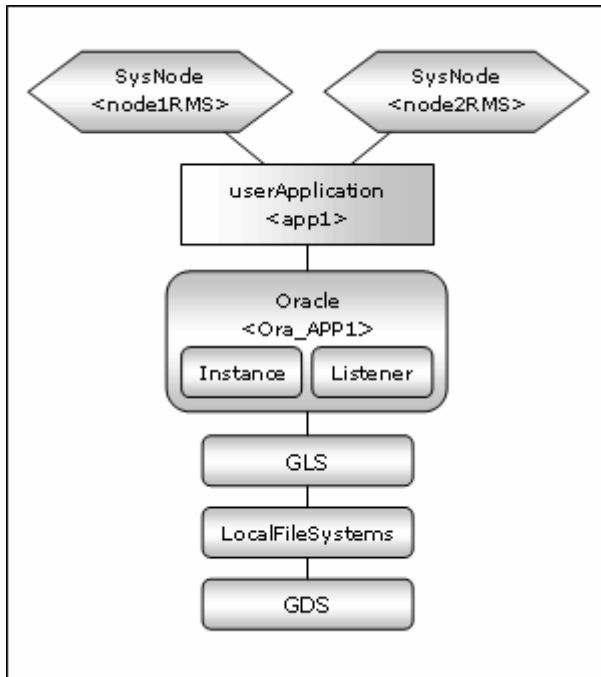 SysNode
<node1RMS>
SysNode
<node2RMS>
userApplication
<app1>
Oracle
<Ora_APP1>
Instance
Listener
GLS
LocalFileSystems
GDS